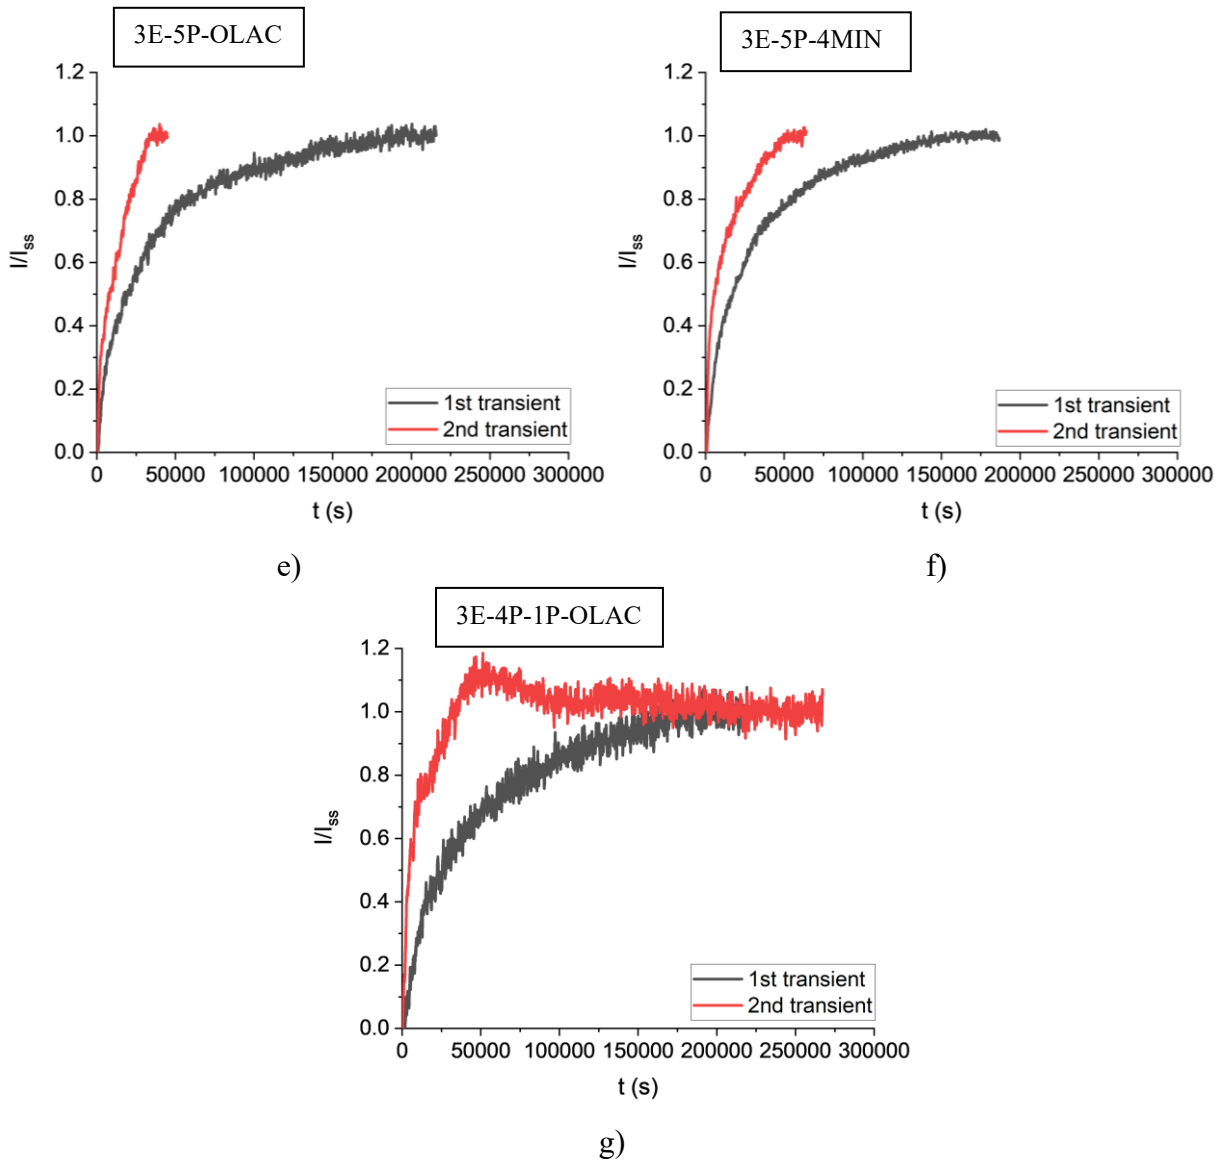 3E-5P-OLAC
1.2
1.0
0.8
0.6
0.4
0.2
0.0
I/Iss
0 50000 100000 150000 200000 250000 300000
t (s)
1st transient
2nd transient
e)
3E-5P-4MIN
1.2
1.0
0.8
0.6
0.4
0.2
0.0
I/Iss
0 50000 100000 150000 200000 250000 300000
t (s)
1st transient
2nd transient
f)
3E-4P-1P-OLAC
1.2
1.0
0.8
0.6
0.4
0.2
0.0
I/Iss
0 50000 100000 150000 200000 250000 300000
t (s)
1st transient
2nd transient
g)